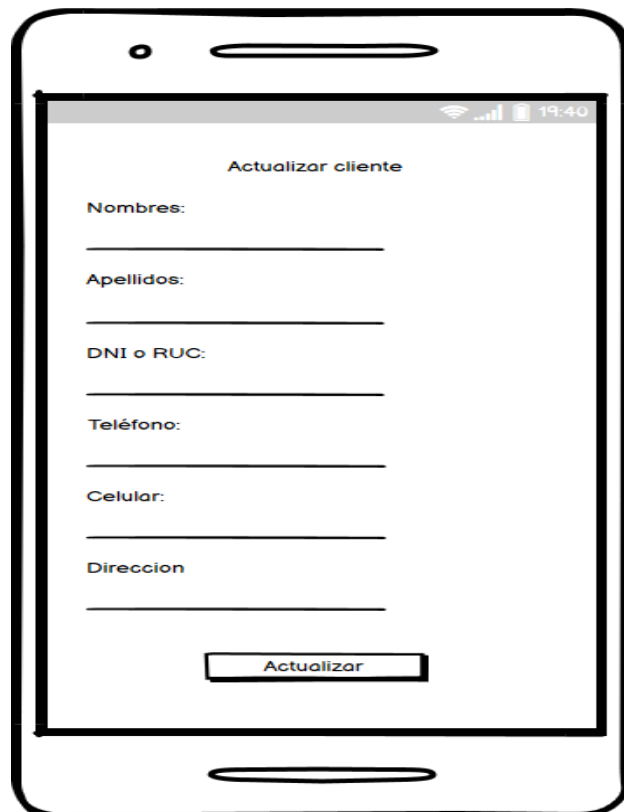 19:40
Actualizar cliente
Nombres:
Apellidos:
DNI o RUC:
Teléfono:
Celular:
Direccion
Actualizar